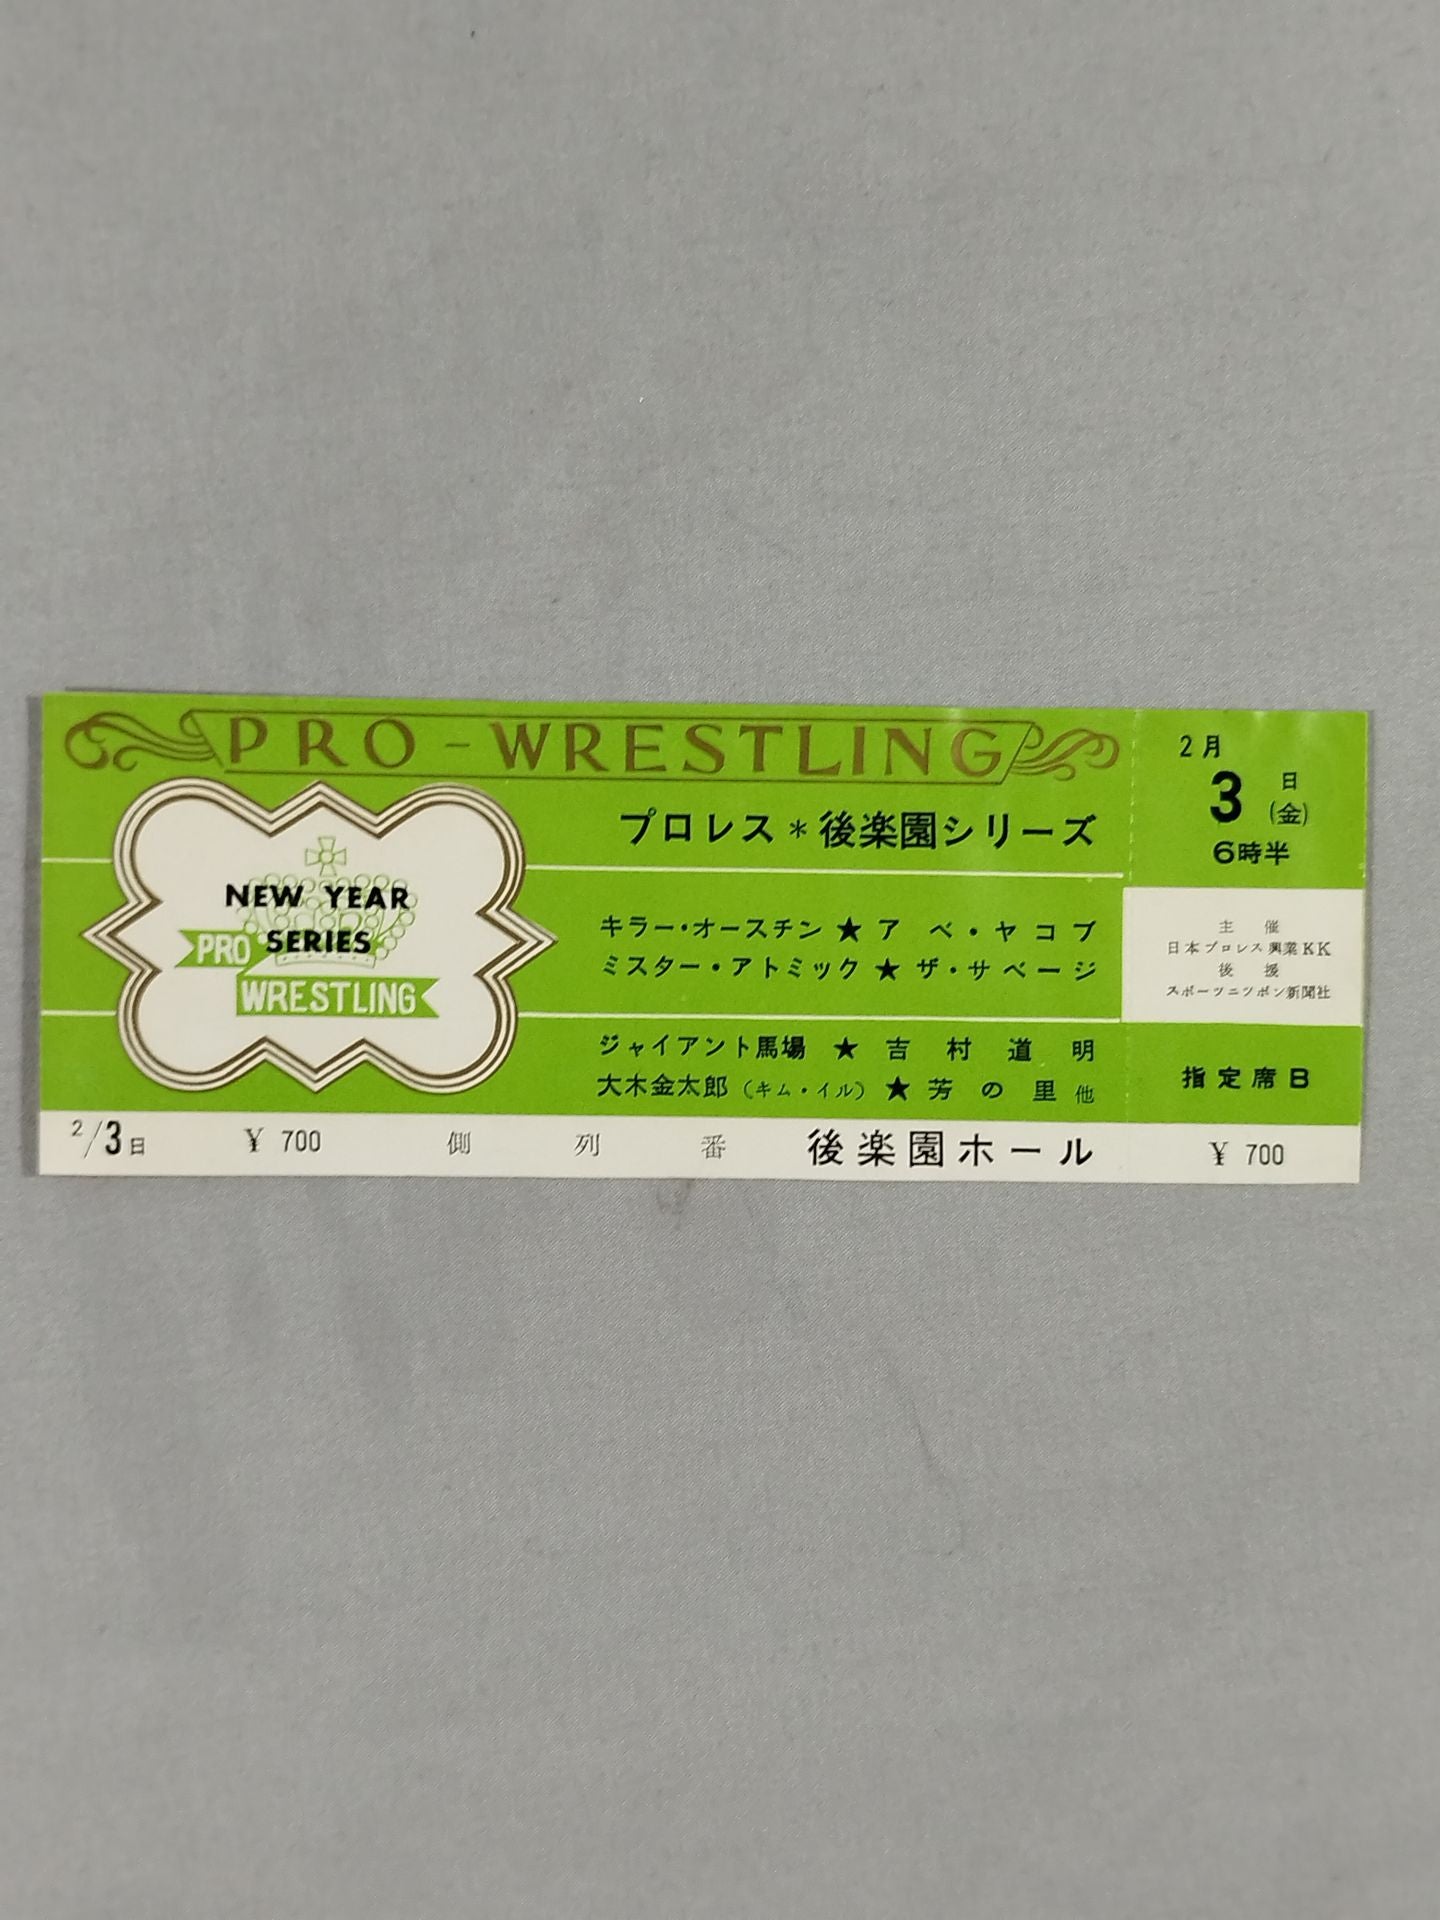 PRO-WRESTLING
プロレス＊後楽園シリーズ
NEW YEAR
SERIES
PRO
WRESTLING
キラー・オースチン★アベ・ヤコブ
ミスター・アトミック★ザ・サベージ
ジャイアント馬場★吉村道明
大木金太郎（キム・イル）★芳の里他
2/3日 ¥700 側 列 番 後楽園ホール
2月
3日(金)
6時半
主催
日本プロレス興業KK
後援
スポーツニツポン新聞社
指定席B
¥700